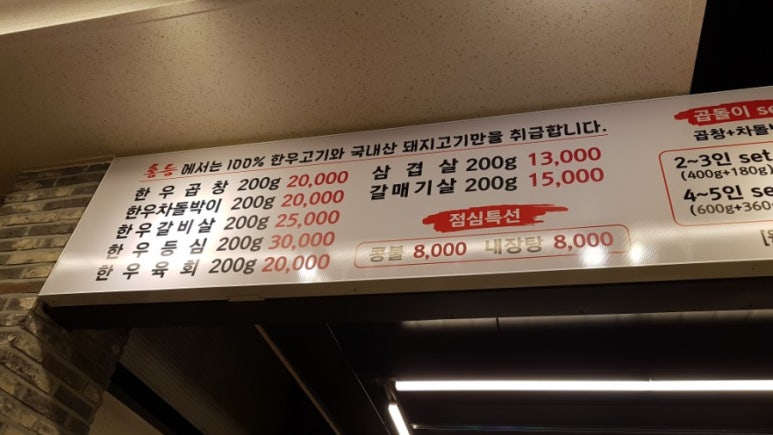 에서는 100% 한우고기와 국내산 돼지고기만을 취급합니다.
한우곱창 200g 20,000
한우차돌박이 200g 20,000
한우갈비살 200g 25,000
한우등심 200g 30,000
한우육회 200g 20,000
삼겹살 200g 13,000
갈매기살 200g 15,000
점심특선
콩불 8,000 내장탕 8,000
곱돌이 se
곱창+차돌
2~3인 set
(400g+180g)
4~5인 set
(600g+360